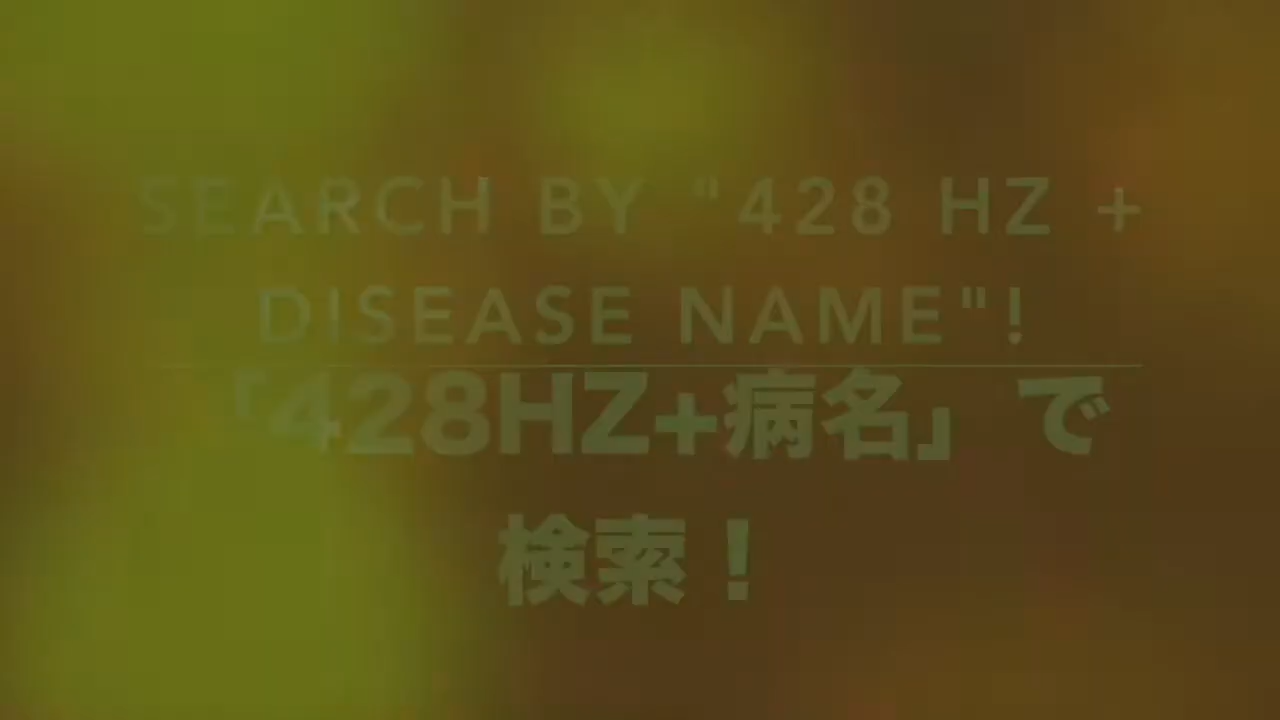 SEARCH BY "428 HZ +
DISEASE NAME"!
「428HZ+病名」で
検索！